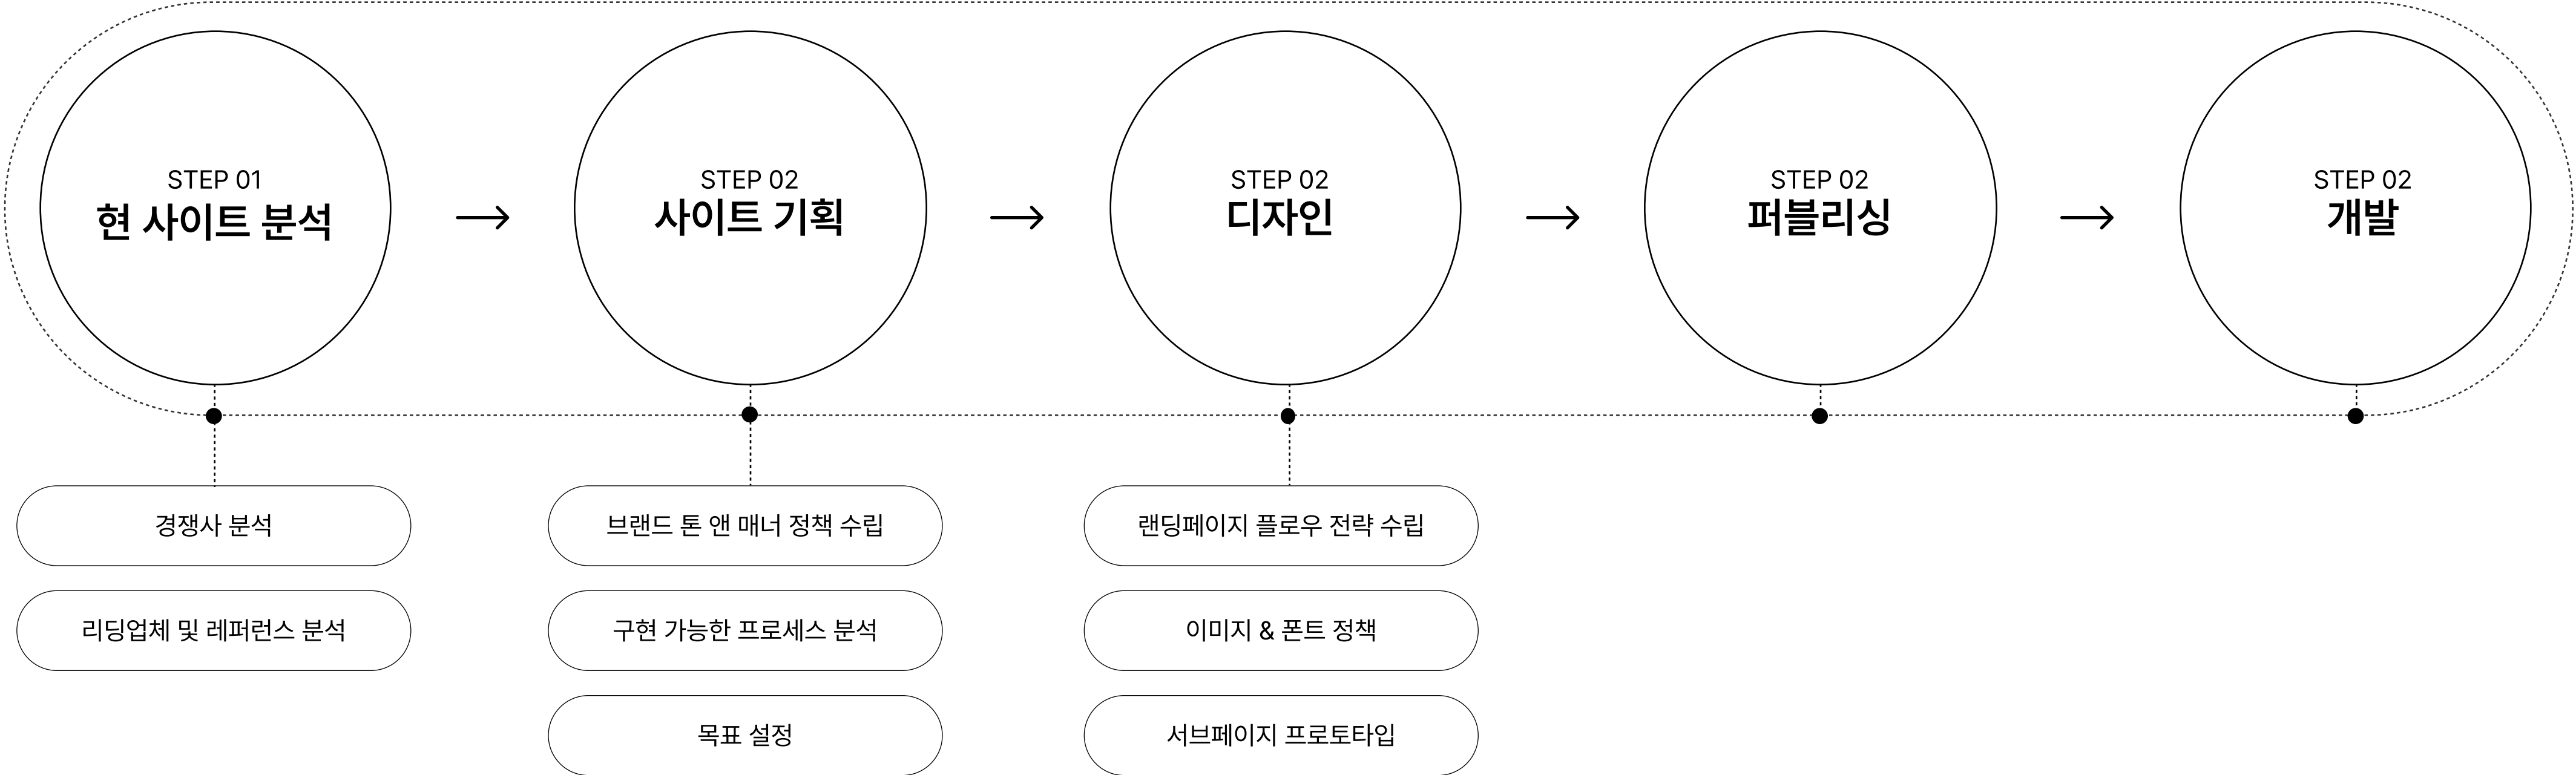 STEP 01
현 사이트 분석
STEP 02
사이트 기획
STEP 02
디자인
STEP 02
퍼블리싱
STEP 02
개발
경쟁사 분석
리딩업체 및 레퍼런스 분석
브랜드 톤 앤 매너 정책 수립
구현 가능한 프로세스 분석
목표 설정
랜딩페이지 플로우 전략 수립
이미지 & 폰트 정책
서브페이지 프로토타입